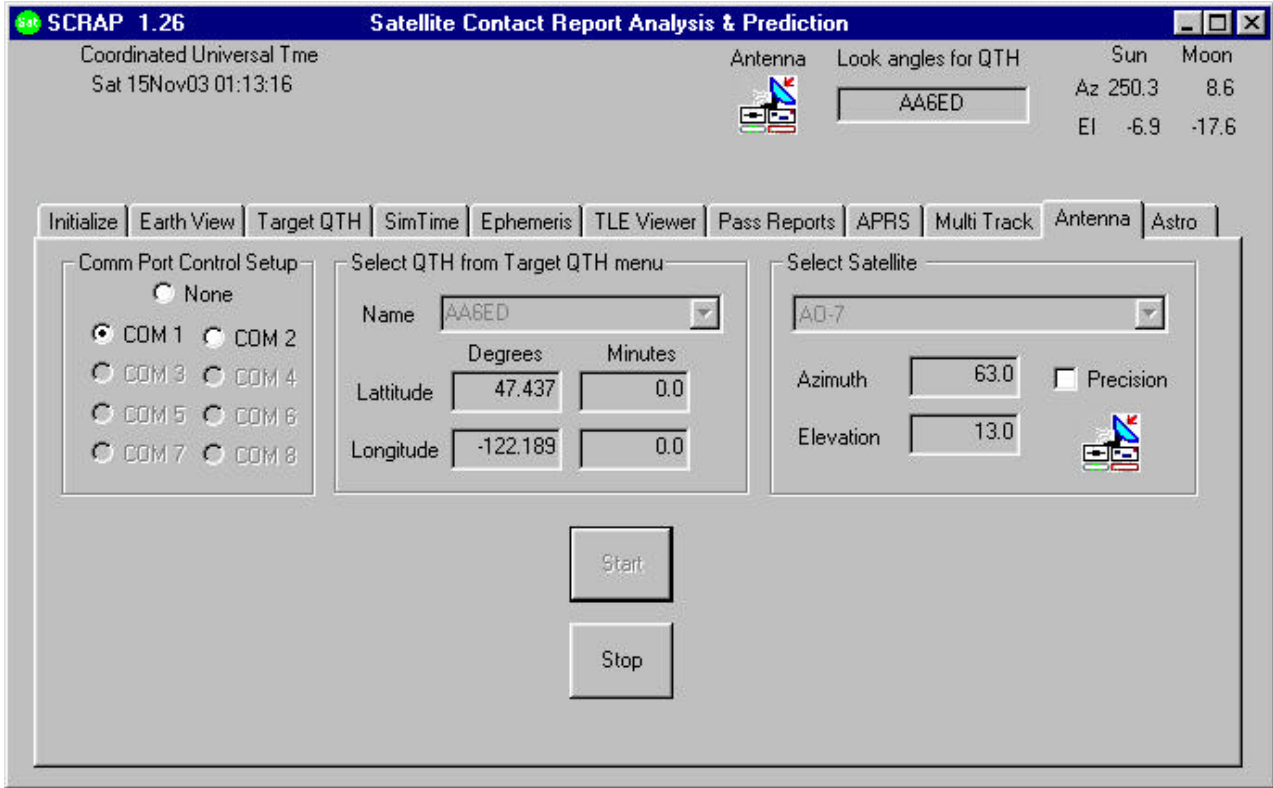 Sat SCRAP 1.26 Satellite Contact Report Analysis & Prediction
Coordinated Universal Tme
Sat 15Nov03 01:13:16
Antenna Look angles for QTH Sun Moon
AA6ED
Az 250.3 8.6
El -6.9 -17.6
Initialize Earth View Target QTH SimTime Ephemeris TLE Viewer Pass Reports APRS Multi Track Antenna Astro
Comm Port Control Setup
None
COM 1 COM 2
COM 3 COM 4
COM 5 COM 6
COM 7 COM 8
Select QTH from Target QTH menu
Name AA6ED
Degrees Minutes
Lattitude 47.437 0.0
Longitude -122.189 0.0
Select Satellite
AO-7
Azimuth 63.0 Precision
Elevation 13.0
Start
Stop